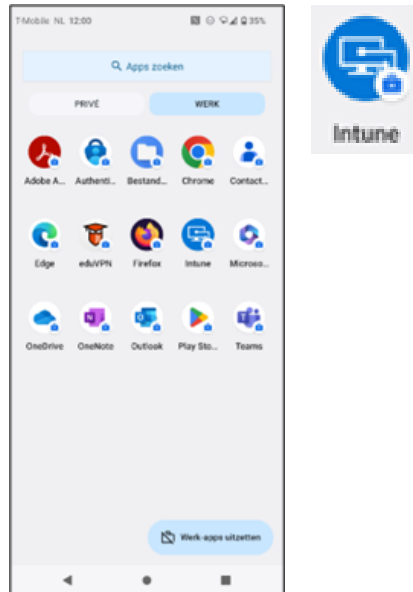 T-Mobile NL 12:00 35%
Apps zoeken
PRIVÉ WERK
Adobe A... Authenti... Bestand... Chrome Contact...
Edge eduVPN Firefox Intune Microso...
OneDrive OneNote Outlook Play Sto... Teams
Werk-apps uitzetten
Intune